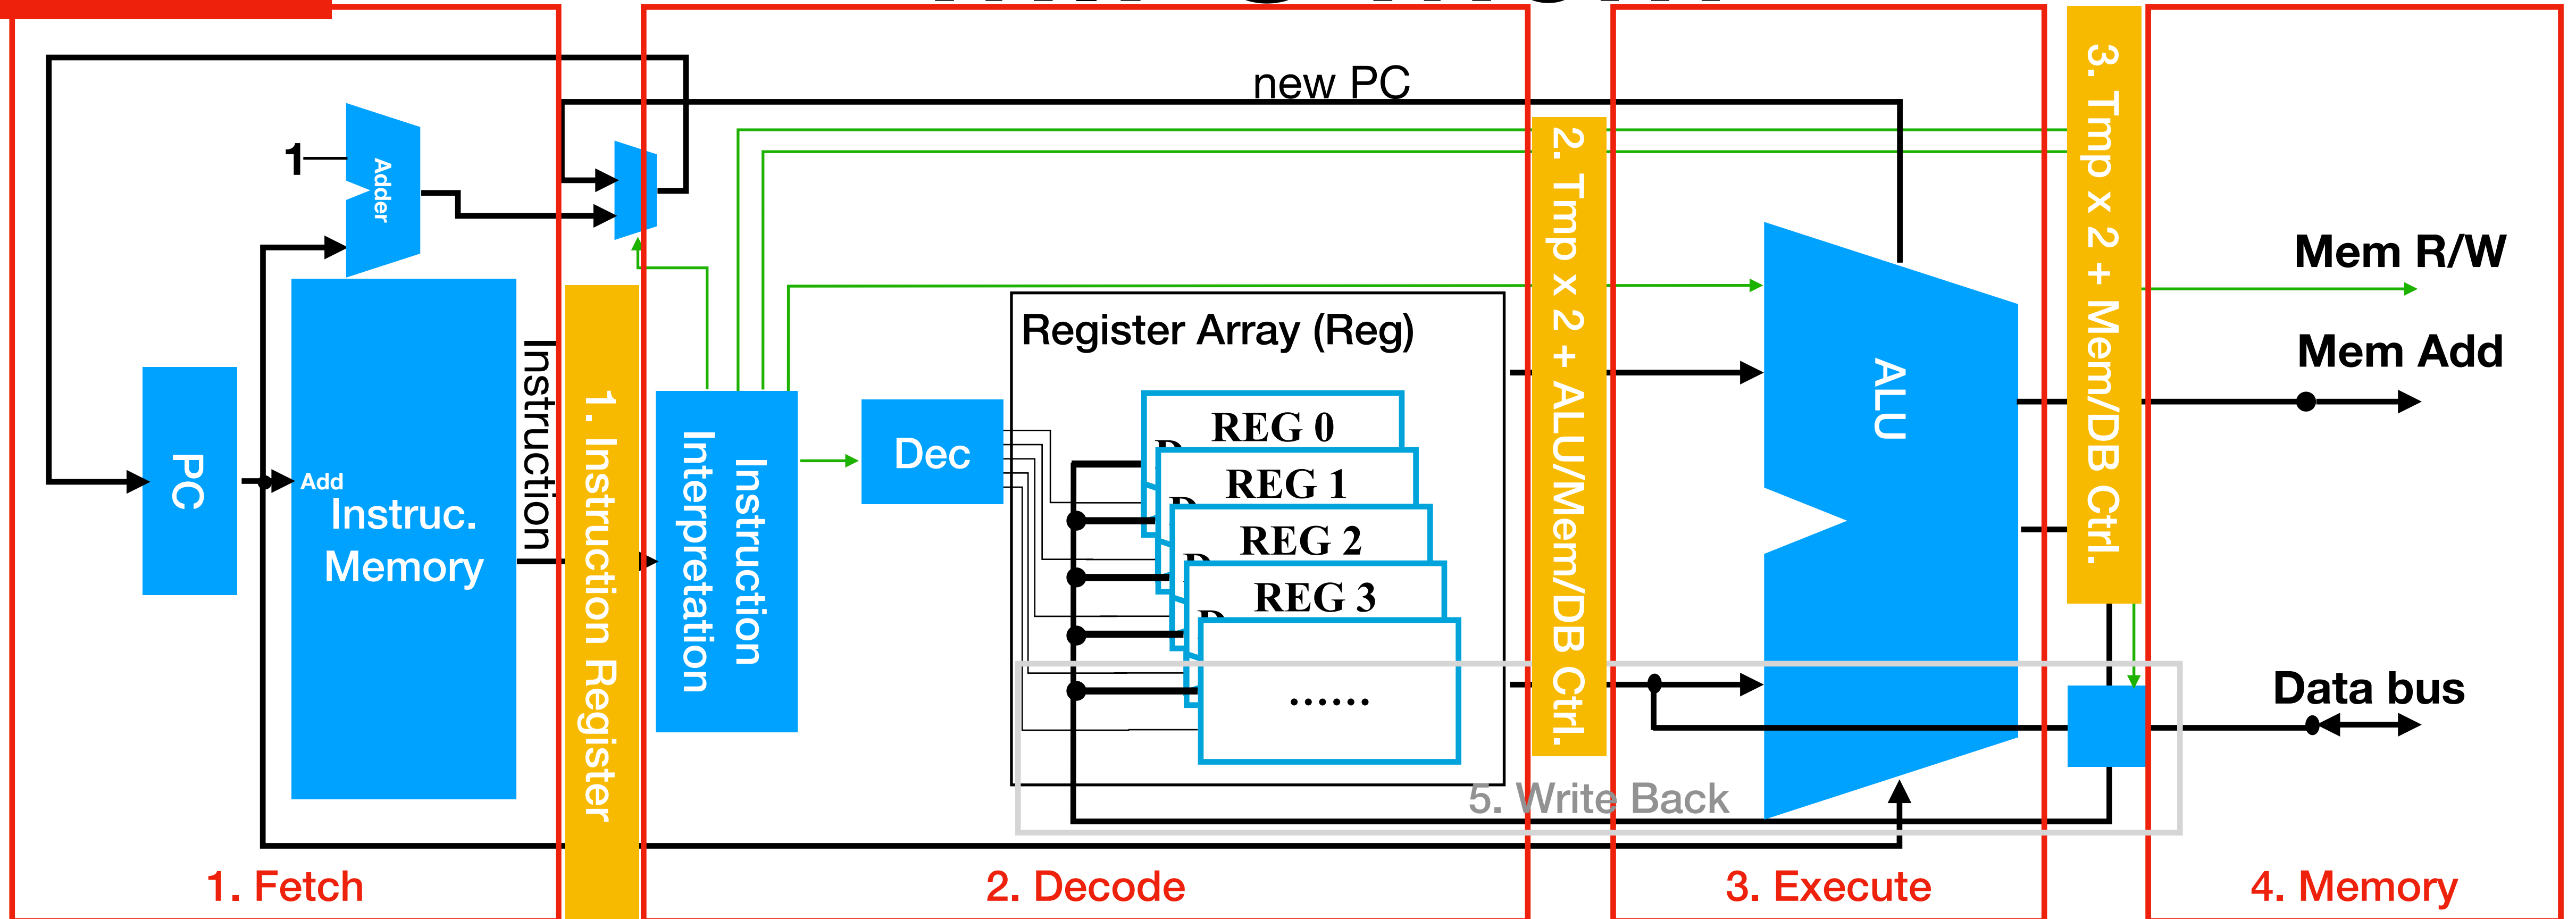 new PC
1
Adder
Mem R/W
Register Array (Reg)
Mem Add
Instruction
ALU
REG 0
Dec
REG 1
PC
Add
Instruc.
Memory
1. Instruction Register
Instruction
Interpretation
REG 2
REG 3
......
2. Tmp x 2 + ALU/Mem/DB Ctrl.
3. Tmp x 2 + Mem/DB Ctrl.
Data bus
5. Write Back
1. Fetch
2. Decode
3. Execute
4. Memory